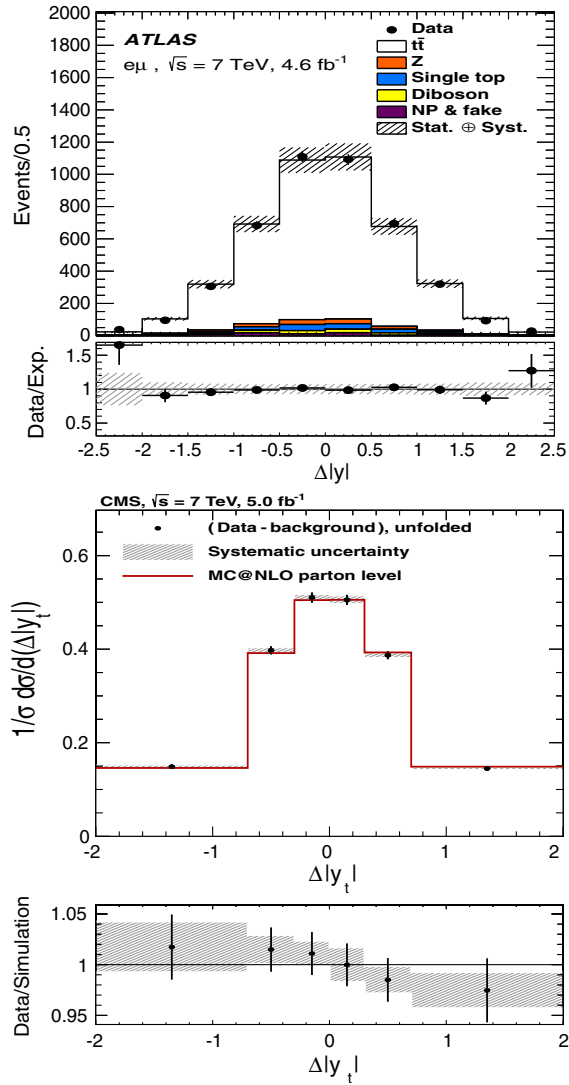 2000
1800
1600
1400
1200
1000
800
600
400
200
0
Events/0.5
ATLAS
eμ , √s = 7 TeV, 4.6 fb⁻¹
Data
tt̄
Z
Single top
Diboson
NP & fake
Stat. ⊕ Syst.
1.5
1.0
0.5
Data/Exp.
-2.5 -2 -1.5 -1 -0.5 0 0.5 1 1.5 2 2.5
Δ|y|
CMS, √s = 7 TeV, 5.0 fb⁻¹
(Data - background), unfolded
Systematic uncertainty
MC@NLO parton level
0.6
0.4
0.2
0
1/σ dσ/d(Δ|y_t|)
-2 -1 0 1 2
Δ|y_t|
1.05
1
0.95
Data/Simulation
-2 -1 0 1 2
Δ|y_t|